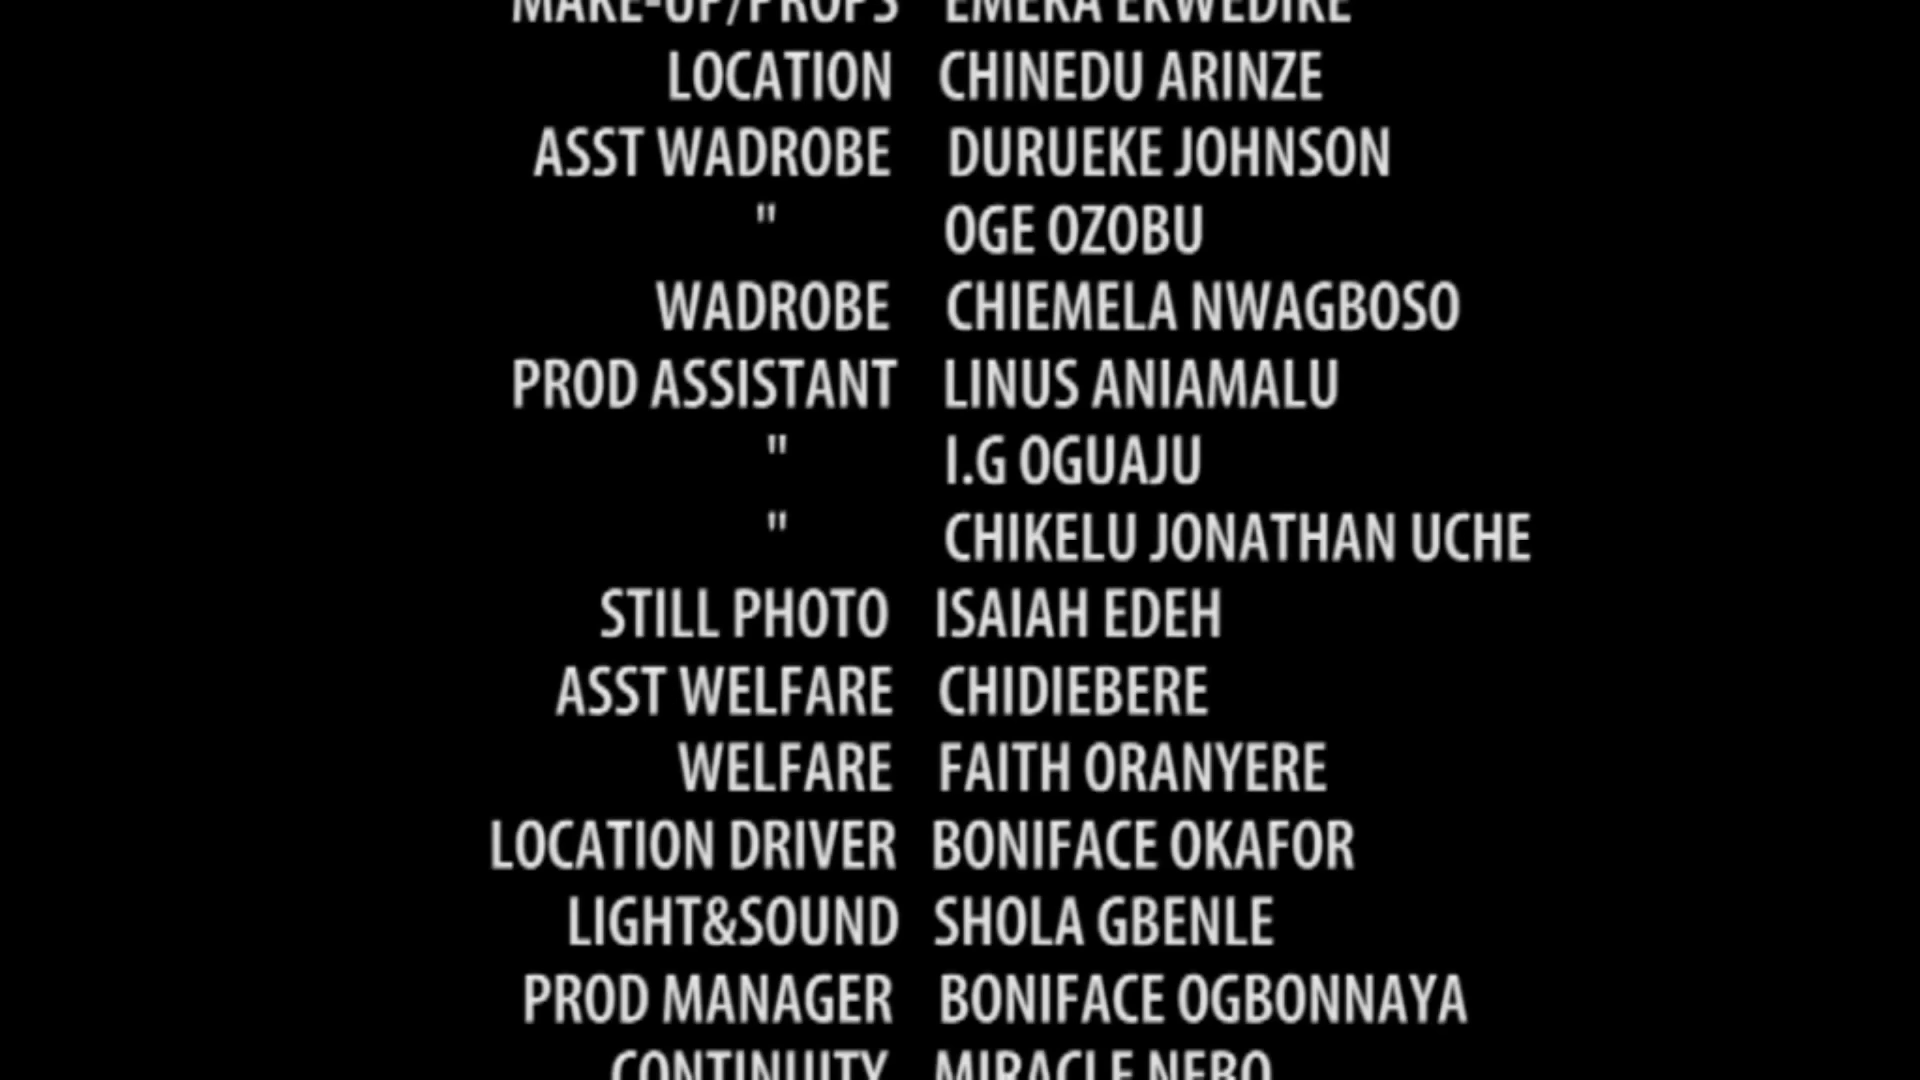 MAKE-UP/PROPS EMEKA EKWEDIKE
LOCATION CHINEDU ARINZE
ASST WADROBE DURUEKE JOHNSON
" OGE OZOBU
WADROBE CHIEMELA NWAGBOSO
PROD ASSISTANT LINUS ANIAMALU
" I.G OGUAJU
" CHIKELU JONATHAN UCHE
STILL PHOTO ISAIAH EDEH
ASST WELFARE CHIDIEBERE
WELFARE FAITH ORANYERE
LOCATION DRIVER BONIFACE OKAFOR
LIGHT&SOUND SHOLA GBENLE
PROD MANAGER BONIFACE OGBONNAYA
CONTINUITY MIRACLE NEBO